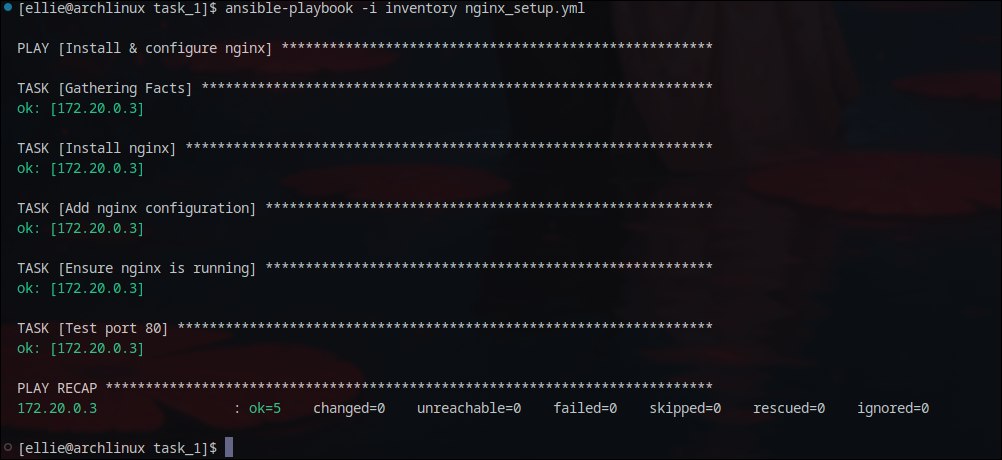 [ellie@archlinux task_1]$ ansible-playbook -i inventory nginx_setup.yml
PLAY [Install & configure nginx] ******************************************************
TASK [Gathering Facts] ****************************************************************
ok: [172.20.0.3]
TASK [Install nginx] ******************************************************************
ok: [172.20.0.3]
TASK [Add nginx configuration] ********************************************************
ok: [172.20.0.3]
TASK [Ensure nginx is running] ********************************************************
ok: [172.20.0.3]
TASK [Test port 80] *******************************************************************
ok: [172.20.0.3]
PLAY RECAP ****************************************************************************
172.20.0.3                 : ok=5    changed=0    unreachable=0    failed=0    skipped=0    rescued=0    ignored=0
[ellie@archlinux task_1]$